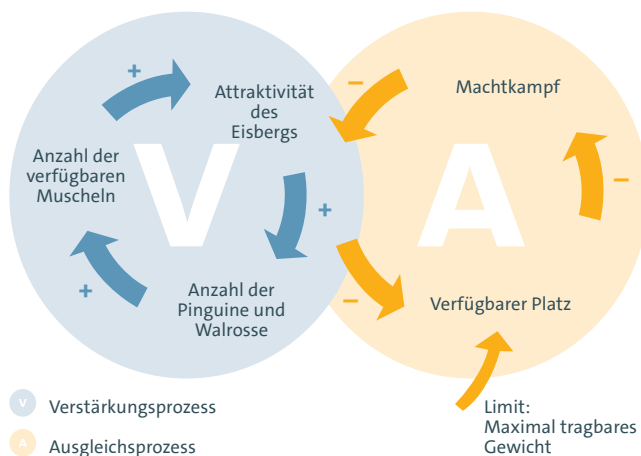 +
Attraktivität
des
Eisbergs
−
Machtkampf
Anzahl der
verfügbaren
Muscheln
V
A
+
−
+
Anzahl der
Pinguine und
Walrosse
−
Verfügbarer Platz
V Verstärkungsprozess
A Ausgleichsprozess
Limit:
Maximal tragbares
Gewicht